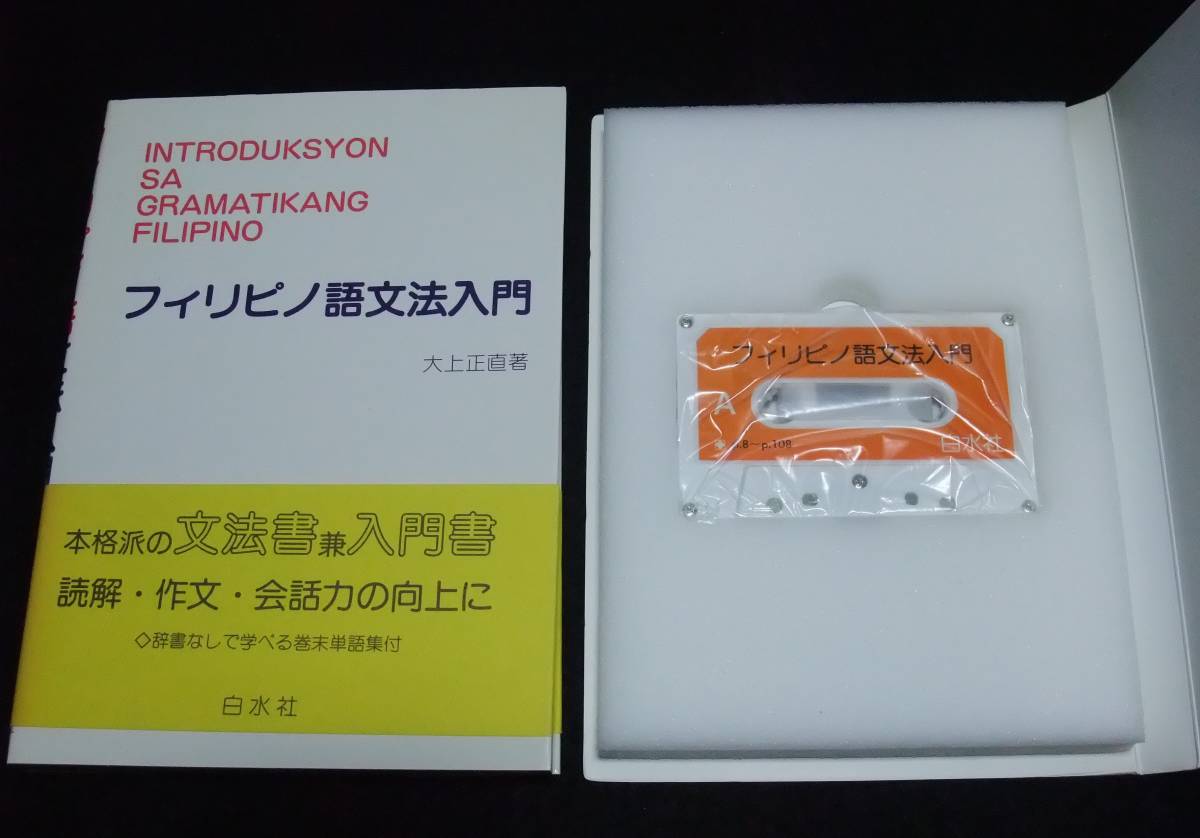 INTRODUKSYON
SA
GRAMATIKANG
FILIPINO
フィリピノ語文法入門
大上正直著
本格派の文法書兼入門書
読解・作文・会話力の向上に
◇辞書なしで学べる巻末単語集付
白水社
フィリピノ語文法入門
A
p.8〜p.108
白水社